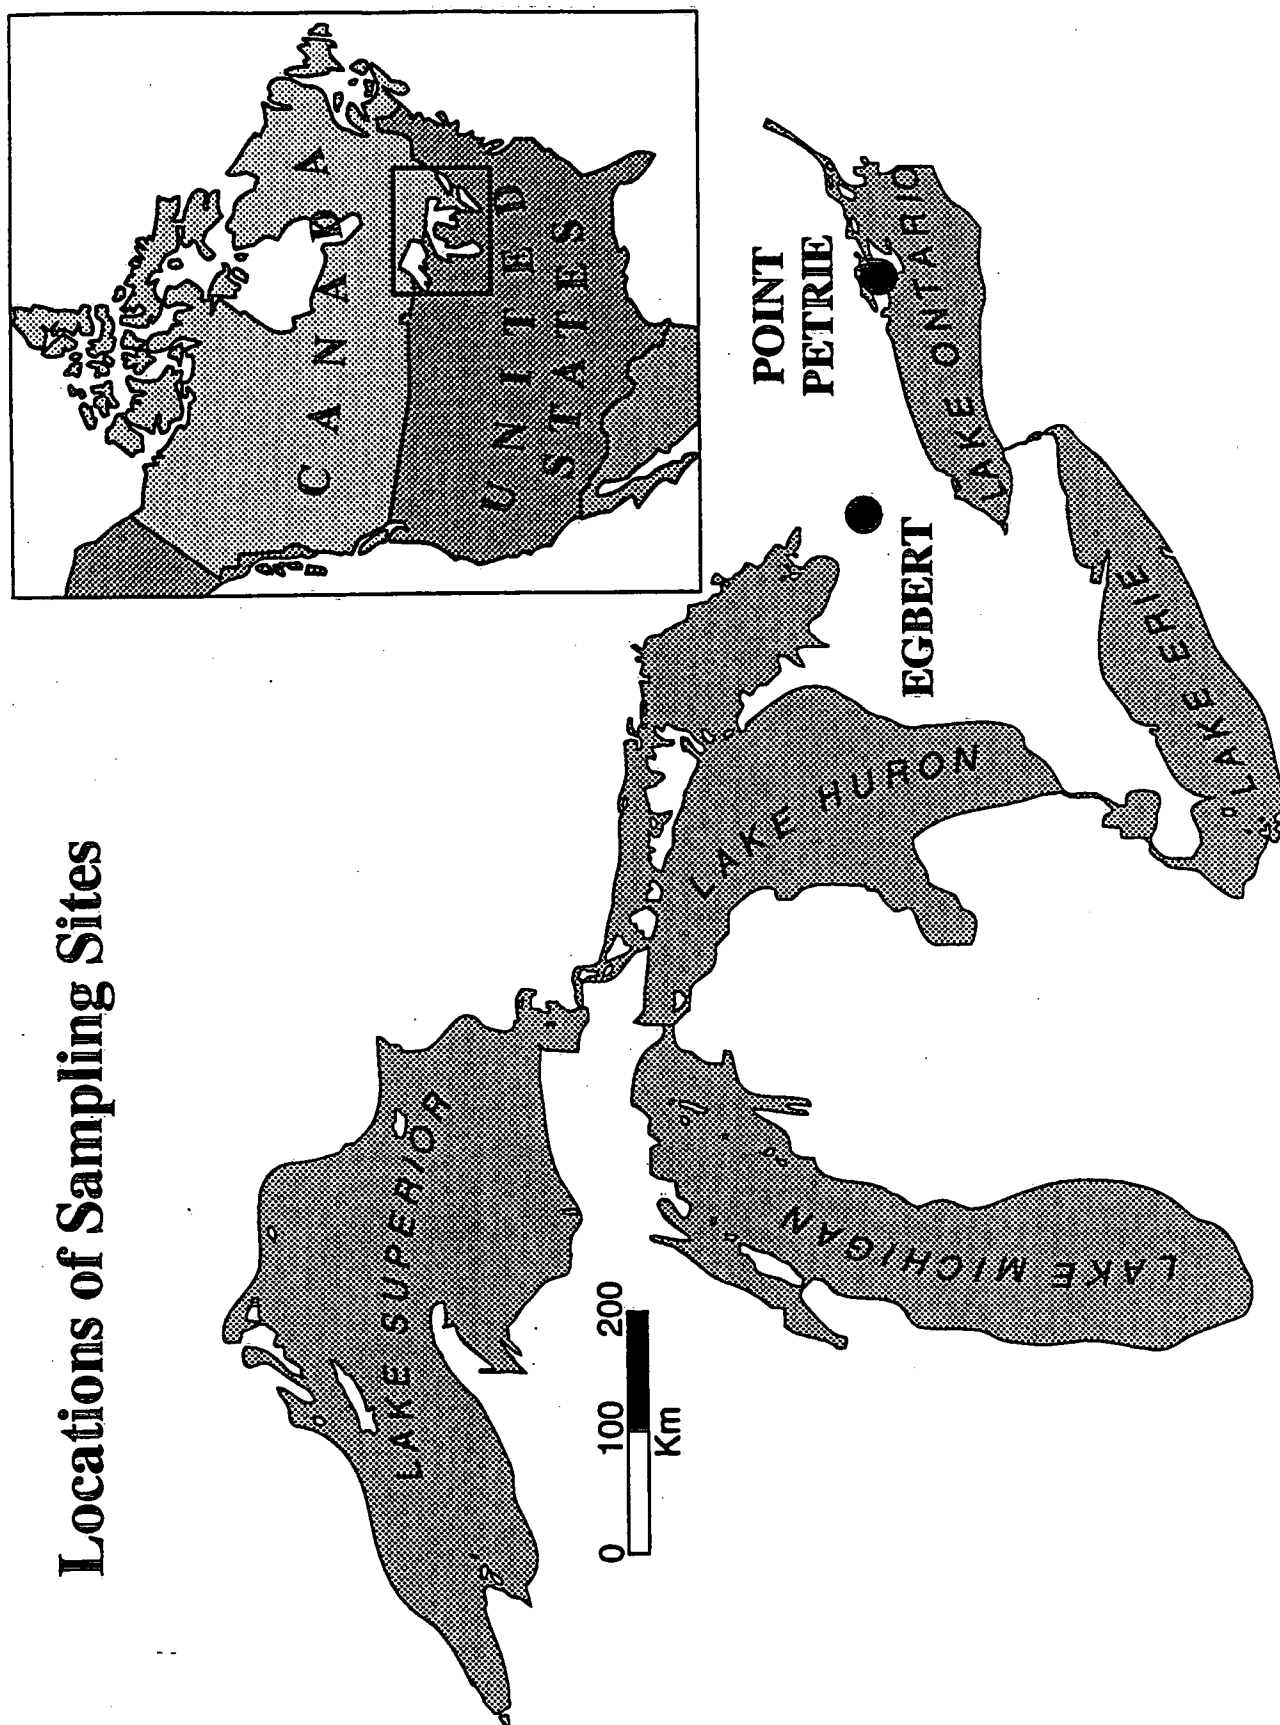 Locations of Sampling Sites
CANADA
UNITED
STATES
LAKE SUPERIOR
LAKE MICHIGAN
LAKE HURON
LAKE ERIE
LAKE ONTARIO
POINT
PETRIE
EGBERT
0 100 200
Km